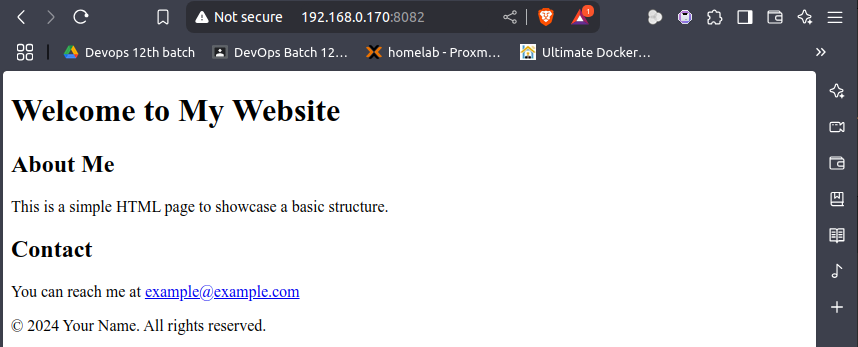 Not secure 192.168.0.170:8082
1
Devops 12th batch DevOps Batch 12... homelab - Proxm... Ultimate Docker... »
Welcome to My Website
About Me
This is a simple HTML page to showcase a basic structure.
Contact
You can reach me at example@example.com
© 2024 Your Name. All rights reserved.